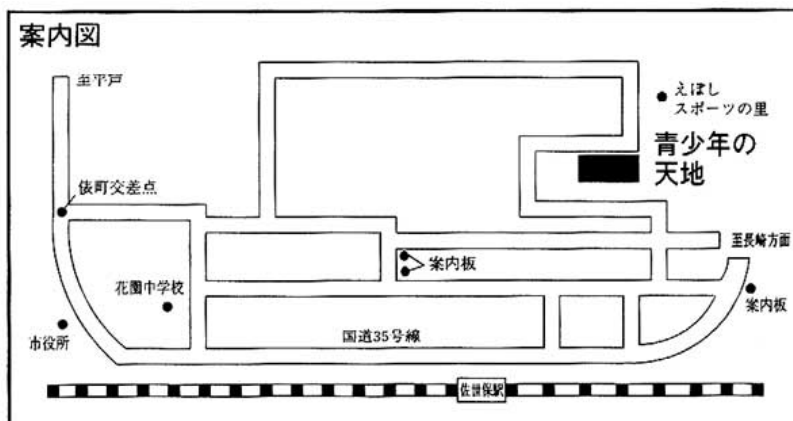 案内図
至平戸
えぼし
スポーツの里
青少年の
天地
俵町交差点
至長崎方面
案内板
花園中学校
案内板
市役所
国道35号線
佐世保駅